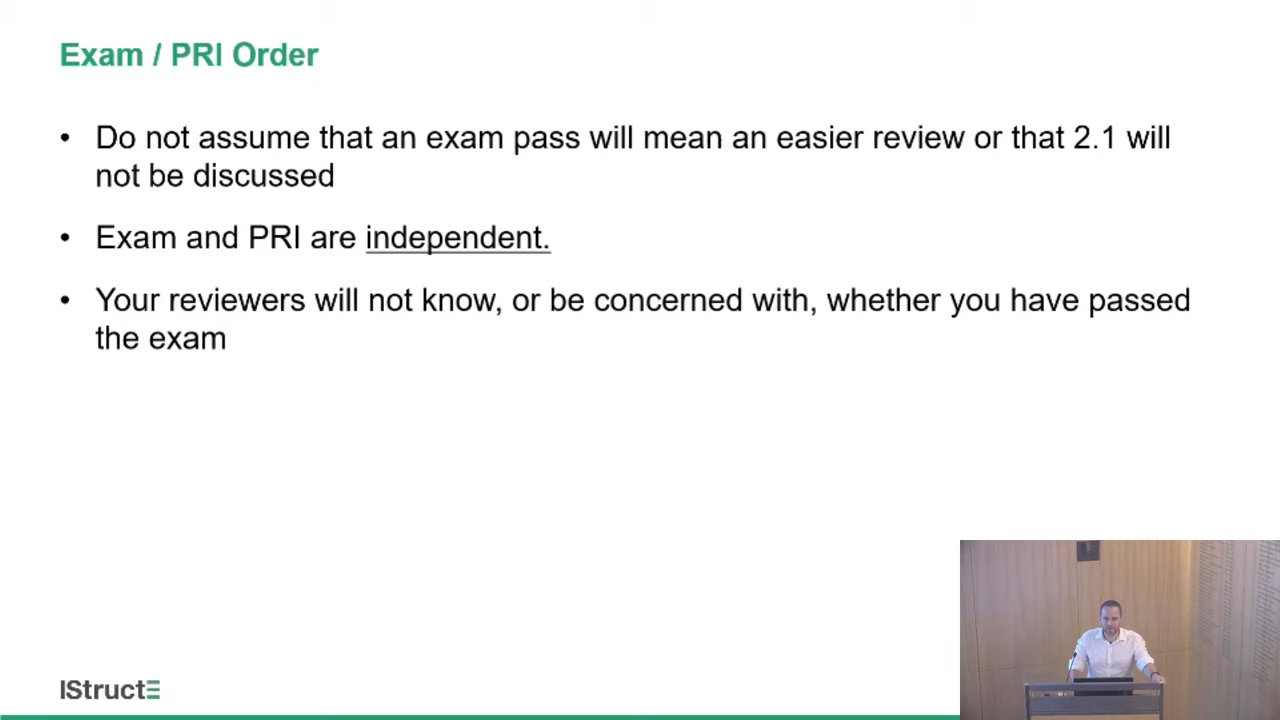 Exam / PRI Order
• Do not assume that an exam pass will mean an easier review or that 2.1 will
not be discussed
• Exam and PRI are independent.
• Your reviewers will not know, or be concerned with, whether you have passed
the exam
IStructE